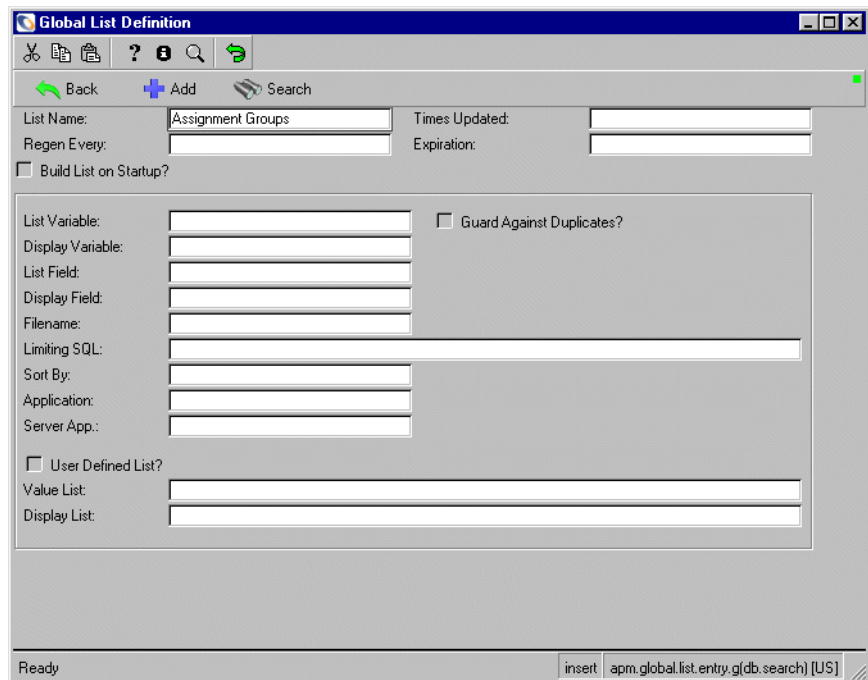 Global List Definition
Back Add Search
List Name: Assignment Groups Times Updated:
Regen Every: Expiration:
Build List on Startup?
List Variable: Guard Against Duplicates?
Display Variable:
List Field:
Display Field:
Filename:
Limiting SQL:
Sort By:
Application:
Server App.:
User Defined List?
Value List:
Display List:
Ready insert apm.global.list.entry.g(db.search) [US]